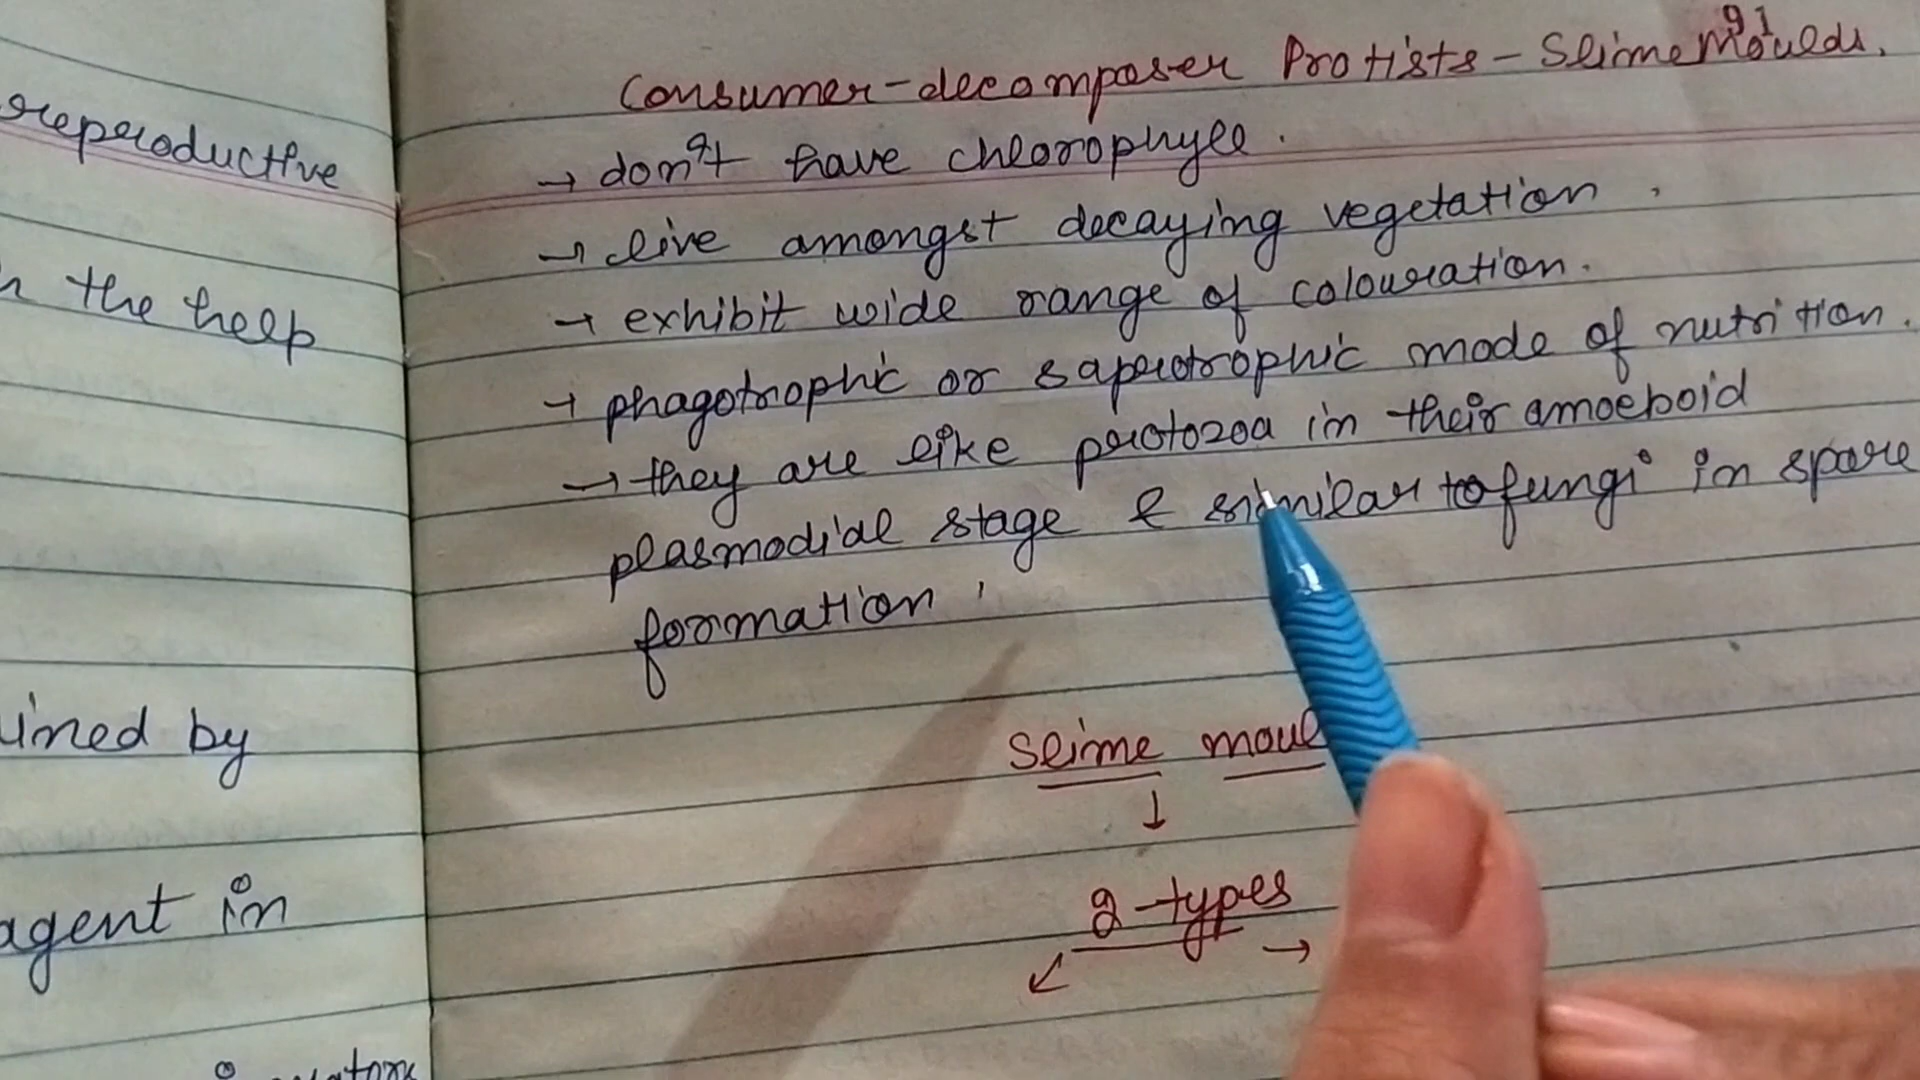 reproductive
the help
ined by
agent in
91
Consumer-decomposer Protists - Slime Moulds.
→ don't have chlorophyll.
→ live amongst decaying vegetation.
→ exhibit wide range of colouration.
→ phagotrophic or saprotrophic mode of nutrition.
→ they are like protozoa in their amoeboid
plasmodial stage & similar to fungi in spore
formation.
Slime moul
↓
2-types
↙ →